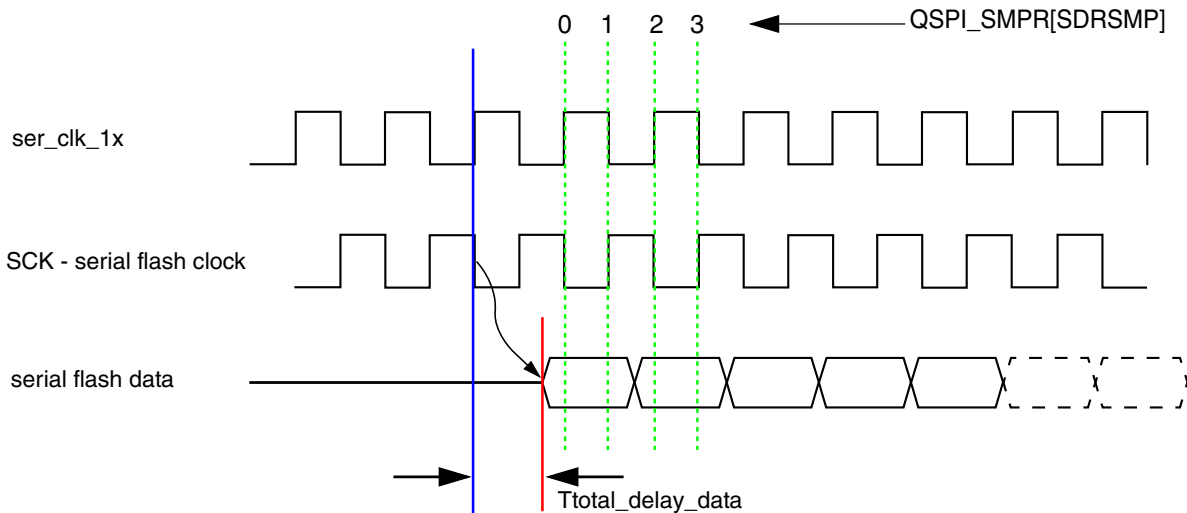 0 1 2 3 QSPI_SMPR[SDRSMP]
ser_clk_1x
SCK - serial flash clock
serial flash data
Ttotal_delay_data